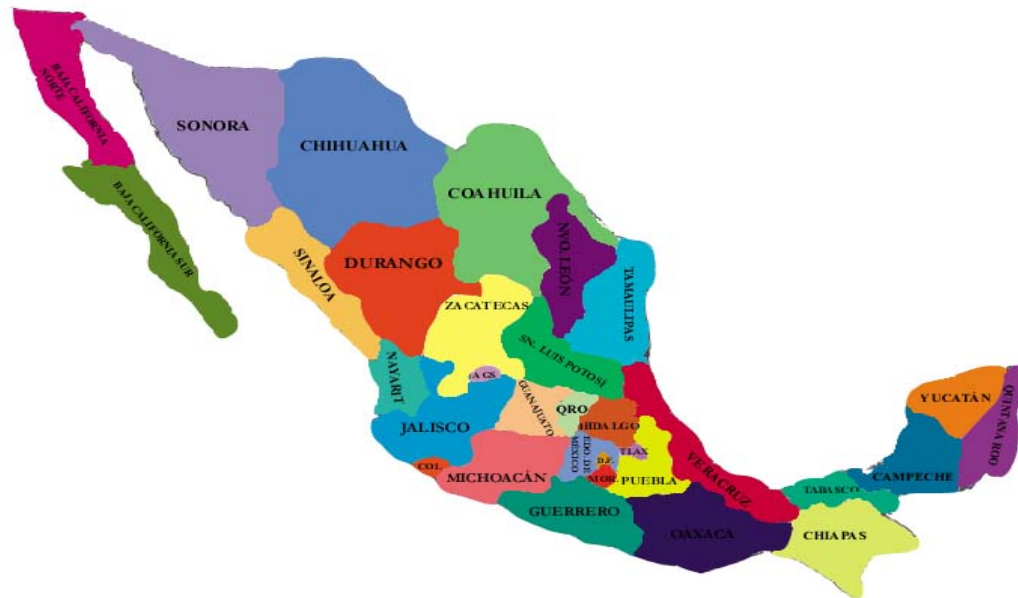 BAJA CALIFORNIA
NORTE
SONORA
CHIHUAHUA
COAHUILA
BAJA CALIFORNIA SUR
SINALOA
DURANGO
NVO. LEÓN
TAMAULIPAS
ZACATECAS
SN. LUIS POTOSÍ
NAYARIT
AGS
JALISCO
GUANAJUATO
QRO
HIDALGO
COL.
MICHOACÁN
EDO. DE
MÉXICO
D.F.
TLAX
MOR.
PUEBLA
VERACRUZ
GUERRERO
OAXACA
YUCATÁN
QUINTANA ROO
CAMPECHE
TABASCO
CHIAPAS